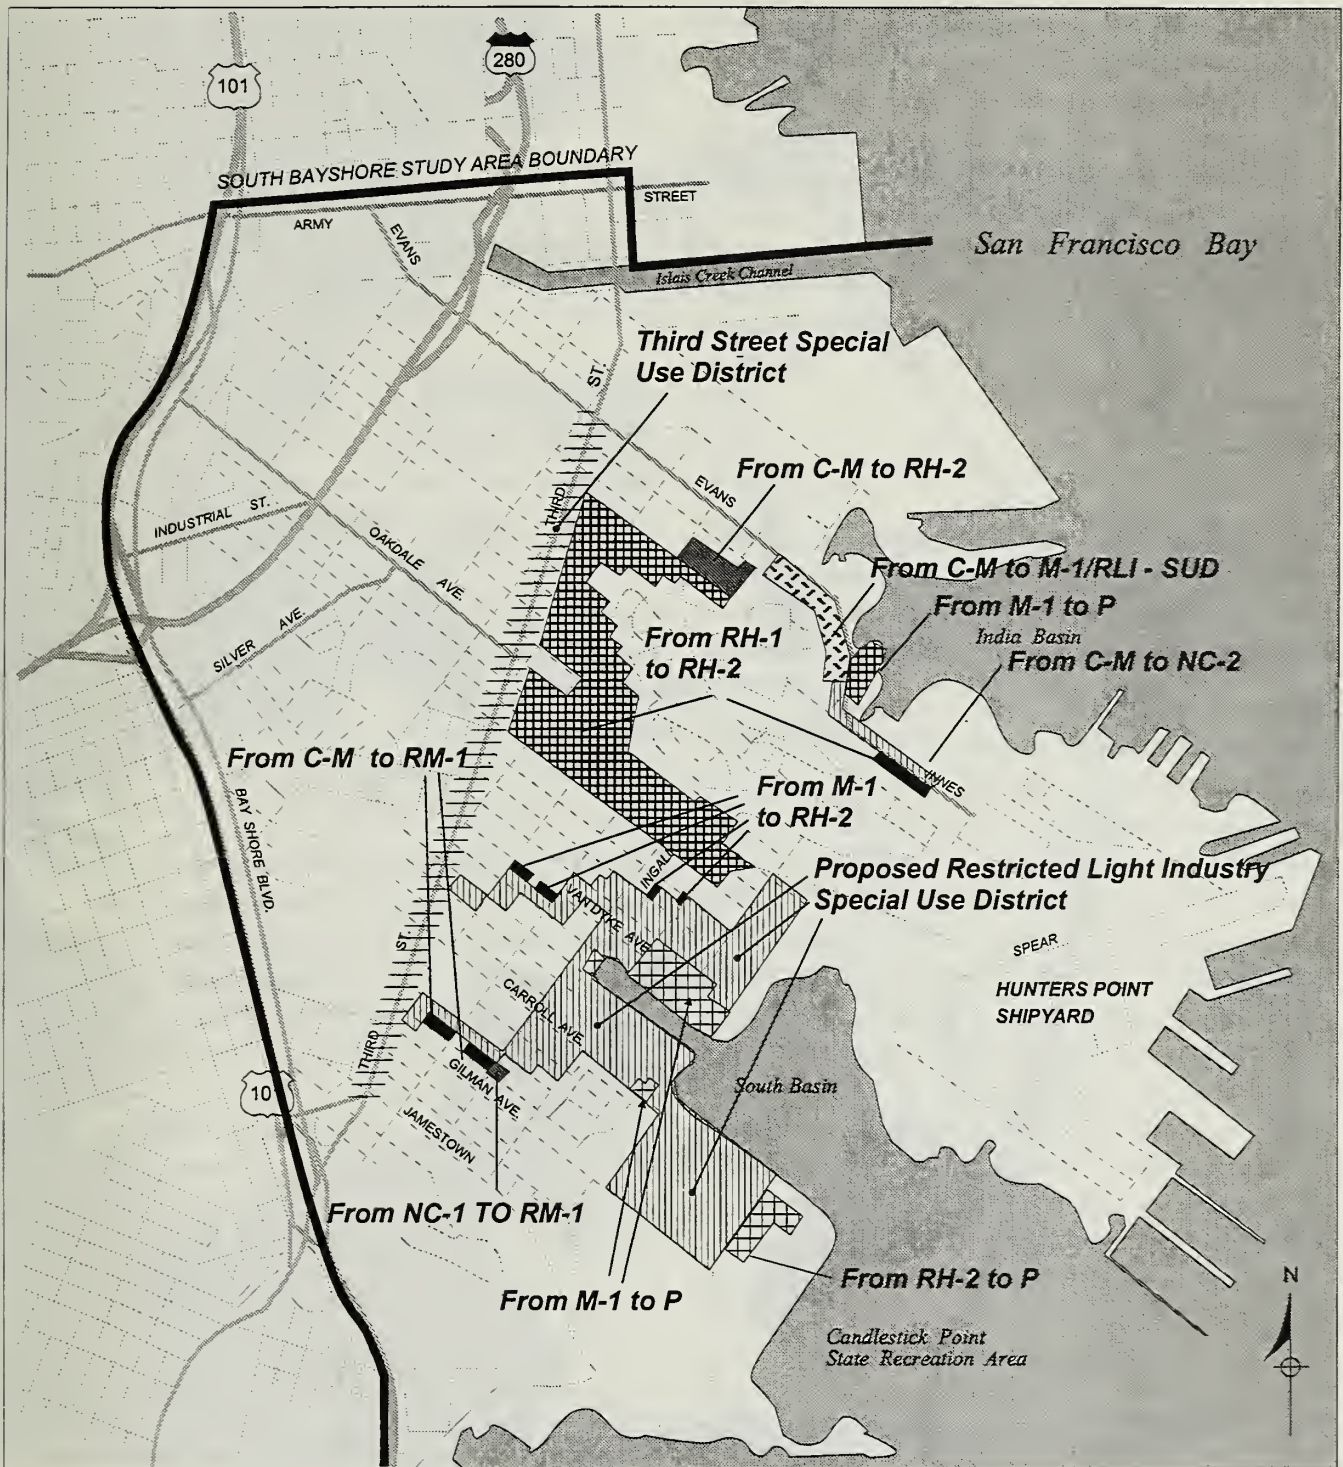 280
101
SOUTH BAYSHORE STUDY AREA BOUNDARY
STREET
ARMY
EVANS
San Francisco Bay
Islais Creek Channel
Third Street Special
Use District
ST.
From C-M to RH-2
EVANS
THIRD
INDUSTRIAL ST.
OAKDALE AVE.
From C-M to M-1/RLI - SUD
From M-1 to P
India Basin
From C-M to NC-2
SILVER AVE.
From RH-1
to RH-2
From C-M to RM-1
INNES
From M-1
to RH-2
BAY SHORE BLVD.
INGALL
Proposed Restricted Light Industry
Special Use District
VAN DYKE AVE.
ST.
SPEAR
CARROLL AVE.
HUNTERS POINT
SHIPYARD
THIRD
GILMAN AVE.
South Basin
10
JAMESTOWN
From NC-1 TO RM-1
From RH-2 to P
From M-1 to P
N
Candlestick Point
State Recreation Area